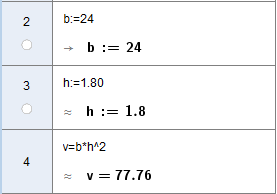 2
b:=24
→ b := 24
3
h:=1.80
≈ h := 1.8
4
v=b*h^2
≈ v = 77.76